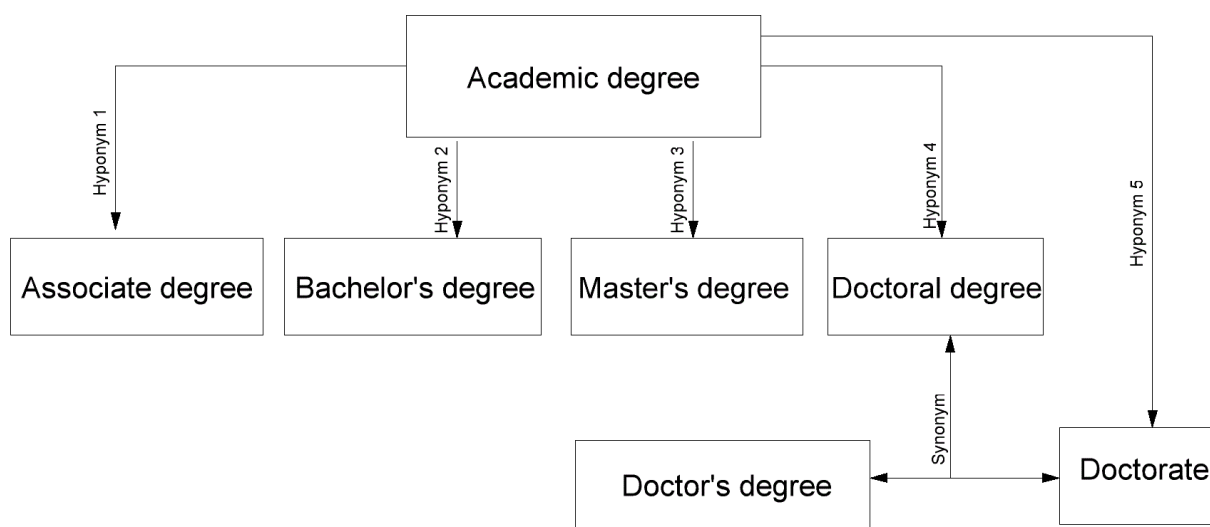 Academic degree
Hyponym 1
Hyponym 2
Hyponym 3
Hyponym 4
Hyponym 5
Associate degree
Bachelor's degree
Master's degree
Doctoral degree
Synonym
Doctor's degree
Doctorate